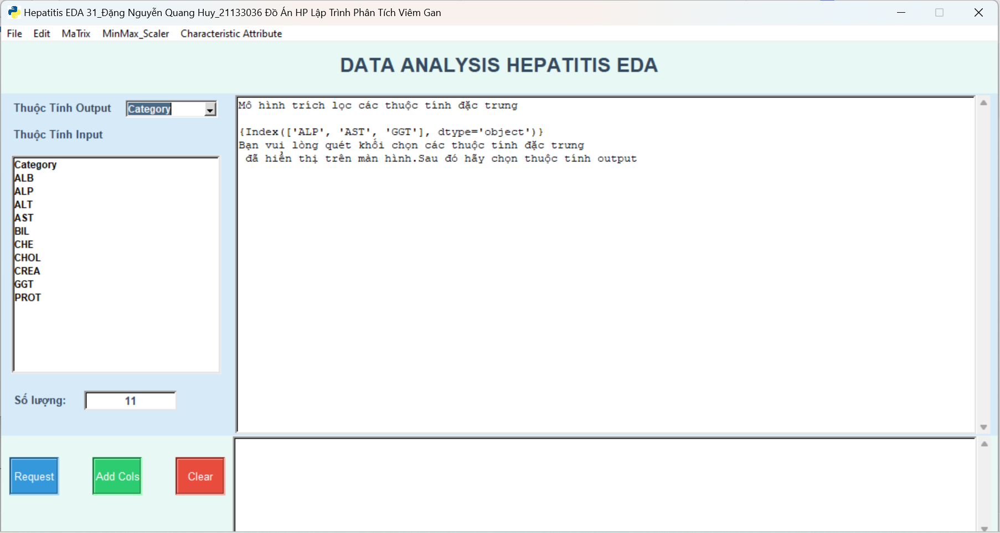 Hepatitis EDA 31_Đặng Nguyễn Quang Huy_21133036 Đồ Án HP Lập Trình Phân Tích Viêm Gan
File Edit MaTrix MinMax_Scaler Characteristic Attribute
DATA ANALYSIS HEPATITIS EDA
Thuộc Tính Output Category
Thuộc Tính Input
Category
ALB
ALP
ALT
AST
BIL
CHE
CHOL
CREA
GGT
PROT
Số lượng: 11
Mô hình trích lọc các thuộc tính đặc trưng
{Index(['ALP', 'AST', 'GGT'], dtype='object')}
Bạn vui lòng quét khối chọn các thuộc tính đặc trưng
đã hiển thị trên màn hình.Sau đó hãy chọn thuộc tính output
Request Add Cols Clear